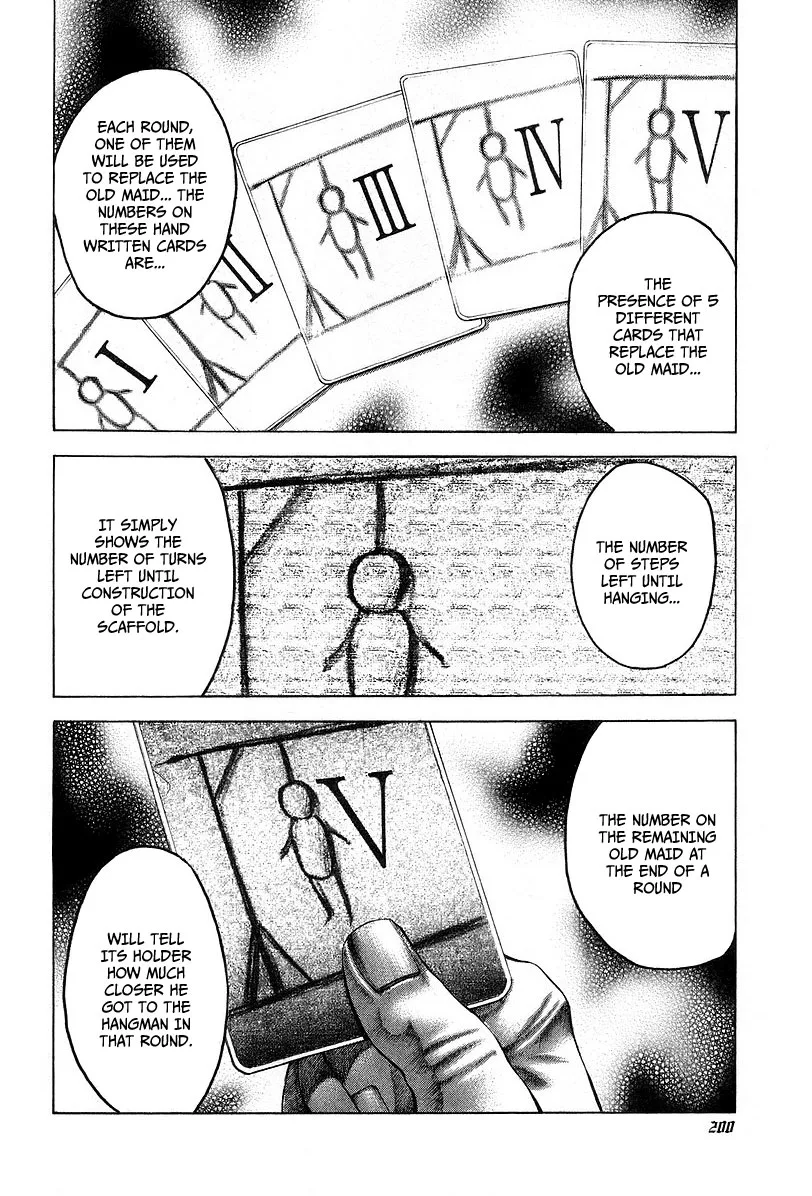 THE
PRESENCE OF 5
DIFFERENT
CARDS THAT
REPLACE THE
OLD MAID...
EACH ROUND,
ONE OF THEM
WILL BE USED
TO REPLACE THE
OLD MAID... THE
NUMBERS ON
THESE HAND
WRITTEN CARDS
ARE...
I
II
III
IV
V
THE NUMBER
OF STEPS
LEFT UNTIL
HANGING...
IT SIMPLY
SHOWS THE
NUMBER OF TURNS
LEFT UNTIL
CONSTRUCTION
OF THE
SCAFFOLD.
THE NUMBER ON
THE REMAINING
OLD MAID AT
THE END OF A
ROUND
V
WILL TELL
ITS HOLDER
HOW MUCH
CLOSER HE
GOT TO THE
HANGMAN IN
THAT ROUND.
200